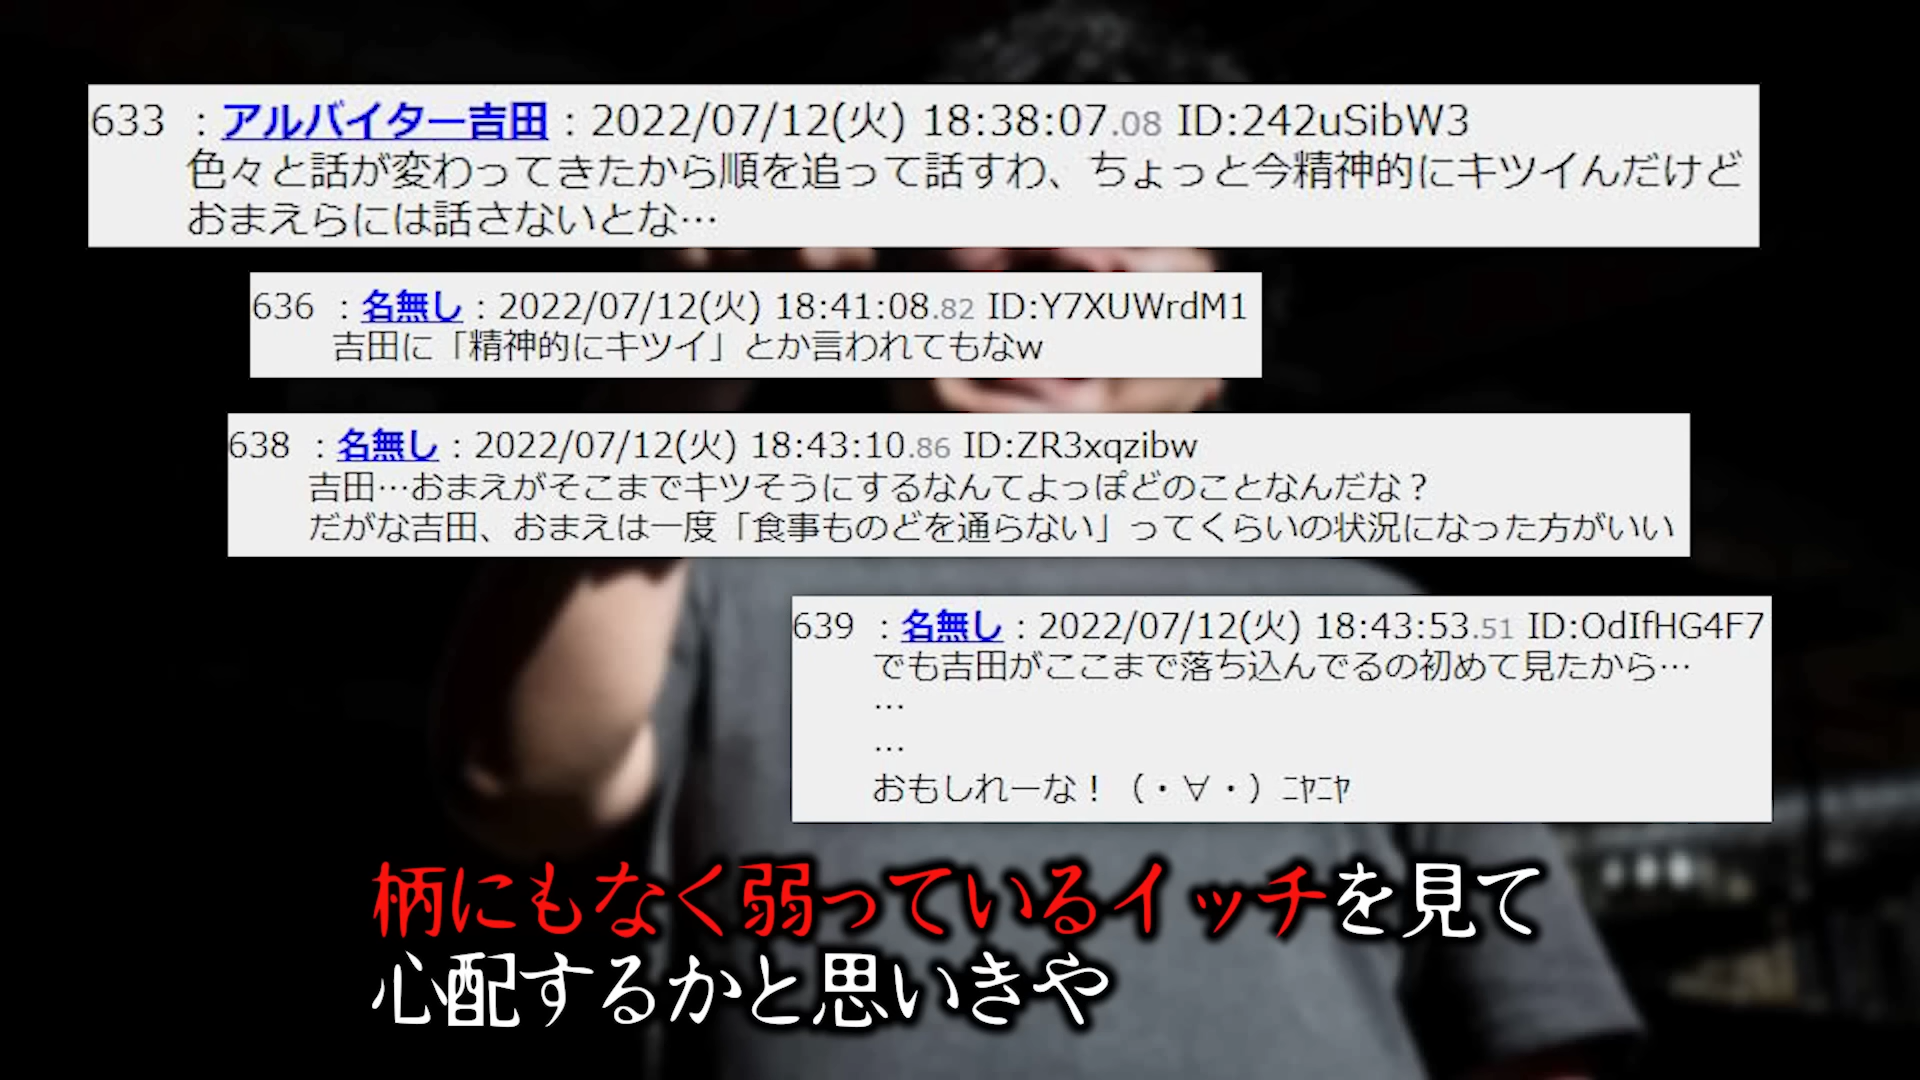 633 ：アルバイター吉田：2022/07/12(火) 18:38:07.08 ID:242uSibW3
色々と話が変わってきたから順を追って話すわ、ちょっと今精神的にキツイんだけど
おまえらには話さないとな…
636 ：名無し：2022/07/12(火) 18:41:08.82 ID:Y7XUWrdM1
吉田に「精神的にキツイ」とか言われてもなw
638 ：名無し：2022/07/12(火) 18:43:10.86 ID:ZR3xqzibw
吉田…おまえがそこまでキツそうにするなんてよっぽどのことなんだな？
だがな吉田、おまえは一度「食事ものどを通らない」ってくらいの状況になった方がいい
639 ：名無し：2022/07/12(火) 18:43:53.51 ID:OdIfHG4F7
でも吉田がここまで落ち込んでるの初めて見たから…
…
…
おもしれーな！（・∀・）ﾆﾔﾆﾔ
柄にもなく弱っているイッチを見て
心配するかと思いきや